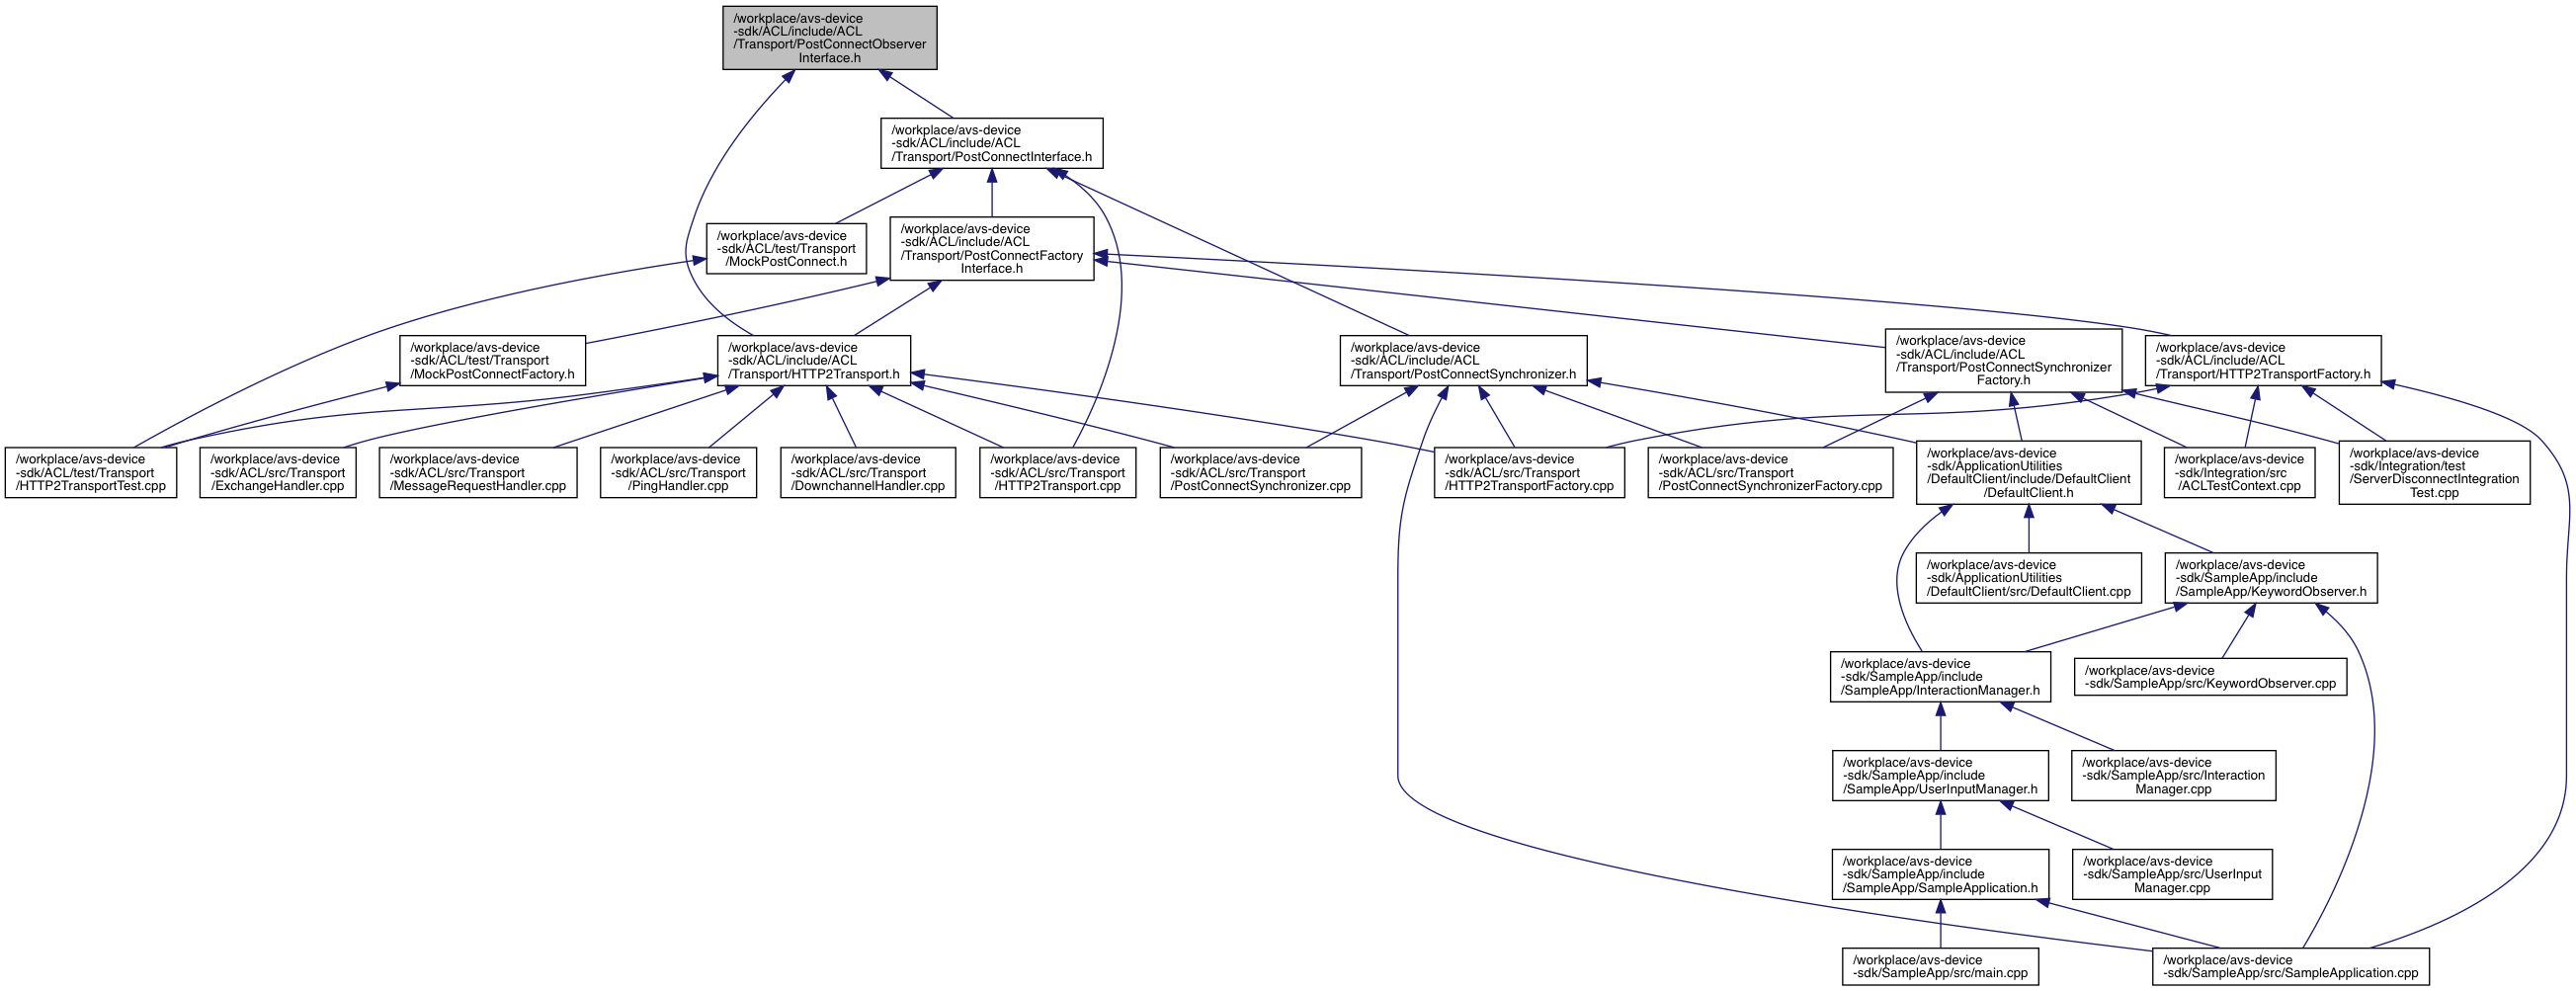 /workplace/avs-device
-sdk/ACL/include/ACL
/Transport/PostConnectObserver
Interface.h
/workplace/avs-device
-sdk/ACL/include/ACL
/Transport/PostConnectInterface.h
/workplace/avs-device
-sdk/ACL/test/Transport
/MockPostConnect.h
/workplace/avs-device
-sdk/ACL/include/ACL
/Transport/PostConnectFactory
Interface.h
/workplace/avs-device
-sdk/ACL/test/Transport
/MockPostConnectFactory.h
/workplace/avs-device
-sdk/ACL/include/ACL
/Transport/HTTP2Transport.h
/workplace/avs-device
-sdk/ACL/include/ACL
/Transport/PostConnectSynchronizer.h
/workplace/avs-device
-sdk/ACL/include/ACL
/Transport/PostConnectSynchronizer
Factory.h
/workplace/avs-device
-sdk/ACL/include/ACL
/Transport/HTTP2TransportFactory.h
/workplace/avs-device
-sdk/ACL/test/Transport
/HTTP2TransportTest.cpp
/workplace/avs-device
-sdk/ACL/src/Transport
/ExchangeHandler.cpp
/workplace/avs-device
-sdk/ACL/src/Transport
/MessageRequestHandler.cpp
/workplace/avs-device
-sdk/ACL/src/Transport
/PingHandler.cpp
/workplace/avs-device
-sdk/ACL/src/Transport
/DownchannelHandler.cpp
/workplace/avs-device
-sdk/ACL/src/Transport
/HTTP2Transport.cpp
/workplace/avs-device
-sdk/ACL/src/Transport
/PostConnectSynchronizer.cpp
/workplace/avs-device
-sdk/ACL/src/Transport
/HTTP2TransportFactory.cpp
/workplace/avs-device
-sdk/ACL/src/Transport
/PostConnectSynchronizerFactory.cpp
/workplace/avs-device
-sdk/ApplicationUtilities
/DefaultClient/include/DefaultClient
/DefaultClient.h
/workplace/avs-device
-sdk/Integration/src
/ACLTestContext.cpp
/workplace/avs-device
-sdk/Integration/test
/ServerDisconnectIntegration
Test.cpp
/workplace/avs-device
-sdk/ApplicationUtilities
/DefaultClient/src/DefaultClient.cpp
/workplace/avs-device
-sdk/SampleApp/include
/SampleApp/KeywordObserver.h
/workplace/avs-device
-sdk/SampleApp/include
/SampleApp/InteractionManager.h
/workplace/avs-device
-sdk/SampleApp/src/KeywordObserver.cpp
/workplace/avs-device
-sdk/SampleApp/include
/SampleApp/UserInputManager.h
/workplace/avs-device
-sdk/SampleApp/src/Interaction
Manager.cpp
/workplace/avs-device
-sdk/SampleApp/include
/SampleApp/SampleApplication.h
/workplace/avs-device
-sdk/SampleApp/src/UserInput
Manager.cpp
/workplace/avs-device
-sdk/SampleApp/src/main.cpp
/workplace/avs-device
-sdk/SampleApp/src/SampleApplication.cpp